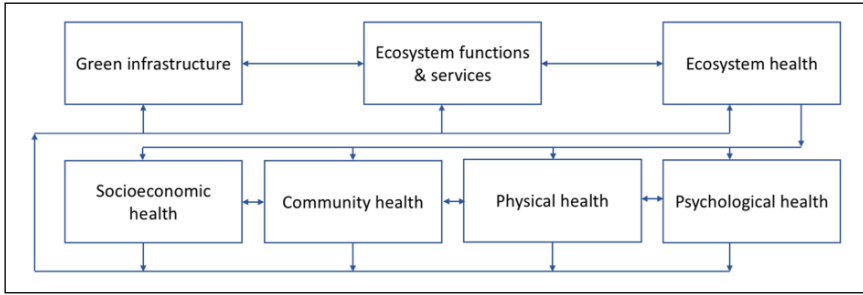 Green infrastructure
Ecosystem functions
& services
Ecosystem health
Socioeconomic
health
Community health
Physical health
Psychological health